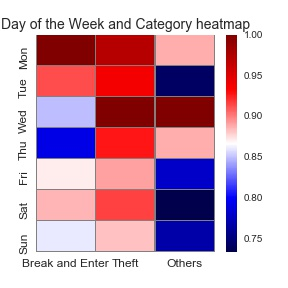 Day of the Week and Category heatmap
Mon
Tue
Wed
Thu
Fri
Sat
Sun
Break and Enter Theft Others
1.00
0.95
0.90
0.85
0.80
0.75